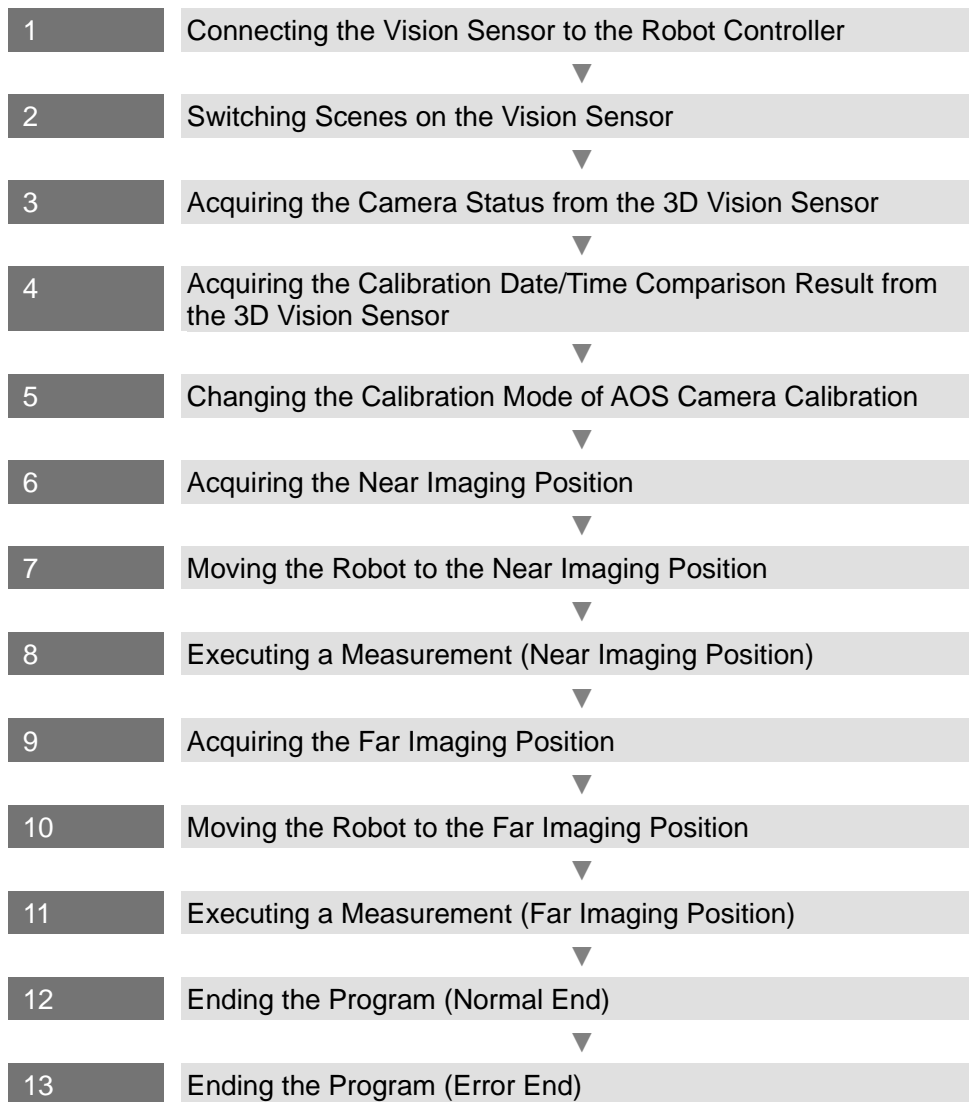 1 Connecting the Vision Sensor to the Robot Controller
2 Switching Scenes on the Vision Sensor
3 Acquiring the Camera Status from the 3D Vision Sensor
4 Acquiring the Calibration Date/Time Comparison Result from
the 3D Vision Sensor
5 Changing the Calibration Mode of AOS Camera Calibration
6 Acquiring the Near Imaging Position
7 Moving the Robot to the Near Imaging Position
8 Executing a Measurement (Near Imaging Position)
9 Acquiring the Far Imaging Position
10 Moving the Robot to the Far Imaging Position
11 Executing a Measurement (Far Imaging Position)
12 Ending the Program (Normal End)
13 Ending the Program (Error End)